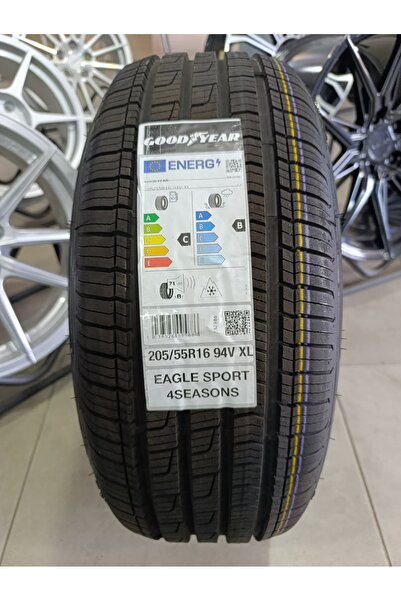 GOODYEAR
ENERG
A
B
C
D
E
C
A
B
C
D
E
B
71
B
205/55R16 94V XL
EAGLE SPORT
4SEASONS